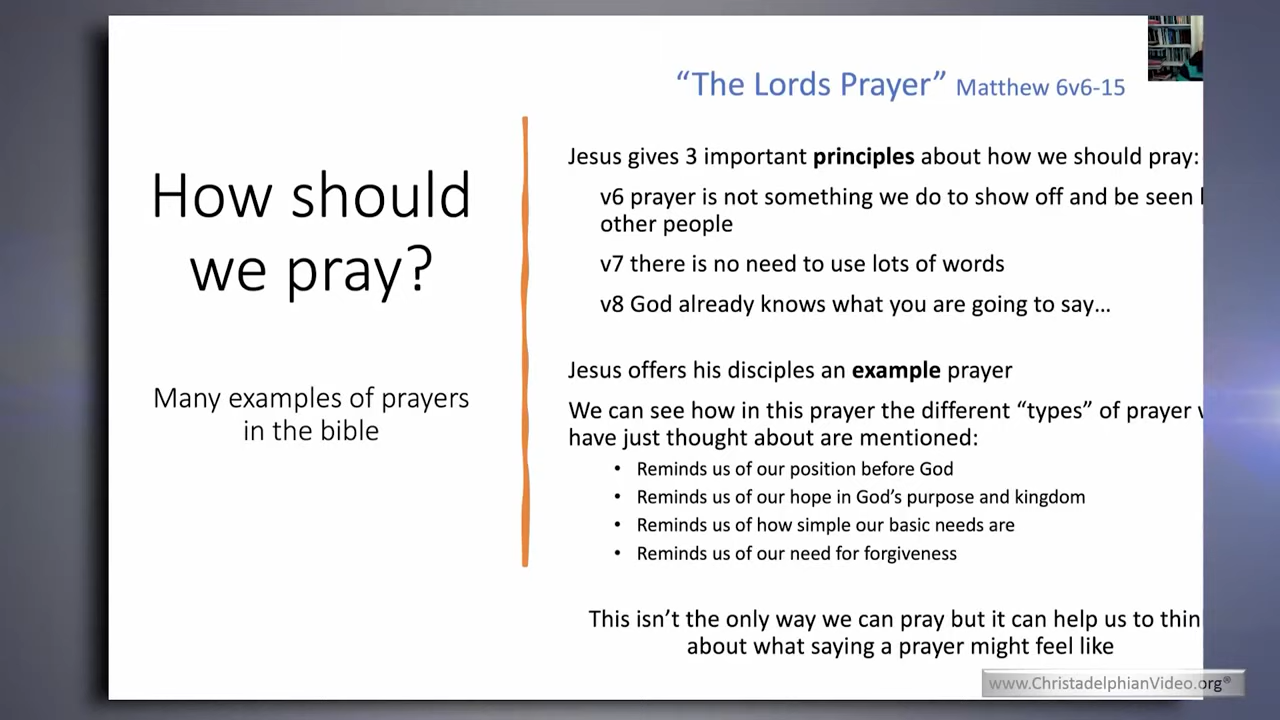 How should
we pray?
Many examples of prayers
in the bible
“The Lords Prayer” Matthew 6v6-15
Jesus gives 3 important principles about how we should pray:
v6 prayer is not something we do to show off and be seen
other people
v7 there is no need to use lots of words
v8 God already knows what you are going to say…
Jesus offers his disciples an example prayer
We can see how in this prayer the different “types” of prayer
have just thought about are mentioned:
• Reminds us of our position before God
• Reminds us of our hope in God’s purpose and kingdom
• Reminds us of how simple our basic needs are
• Reminds us of our need for forgiveness
This isn’t the only way we can pray but it can help us to thin
about what saying a prayer might feel like
www.ChristadelphianVideo.org®